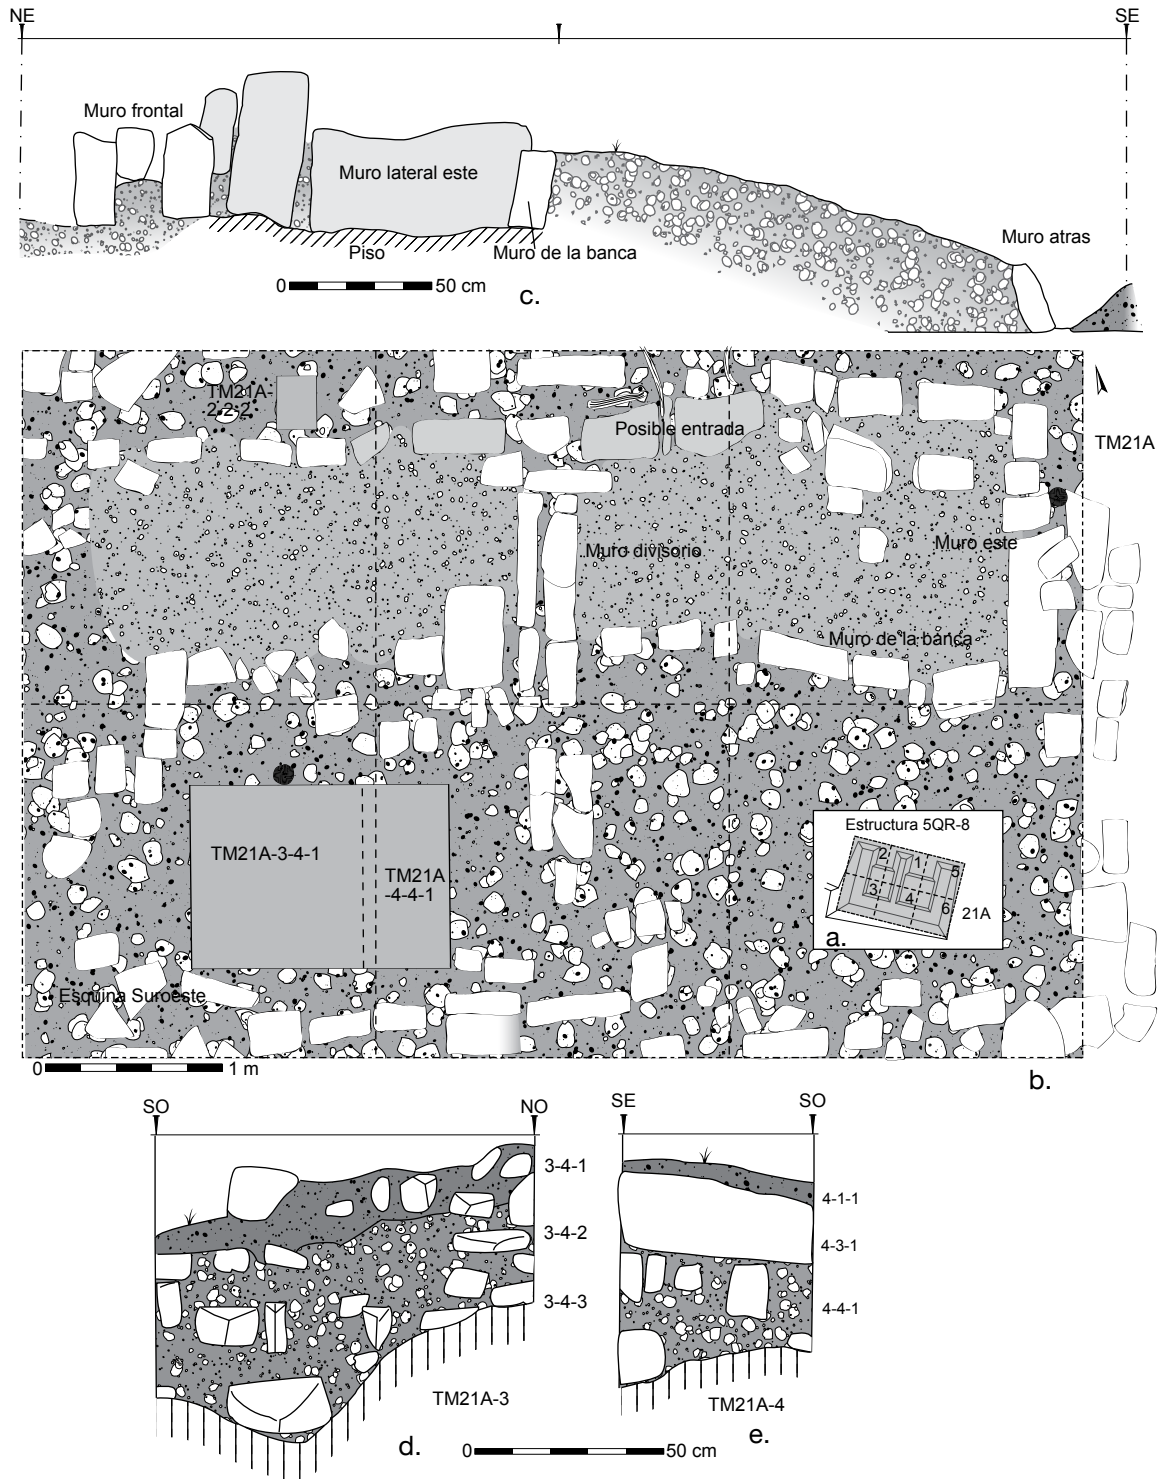 NE
SE
Muro frontal
Muro lateral este
Muro atras
Piso
Muro de la banca
0
50 cm
c.
TM21A-
2-2-2
Posible entrada
TM21A
Muro divisorio
Muro este
Muro de la banca
TM21A-3-4-1
TM21A
-4-4-1
Estructura 5QR-8
2
1
5
3
4
6
21A
a.
Esquina Suroeste
0
1 m
b.
SO
NO
SE
SO
3-4-1
3-4-2
3-4-3
4-1-1
4-3-1
4-4-1
TM21A-3
TM21A-4
d.
0
50 cm
e.